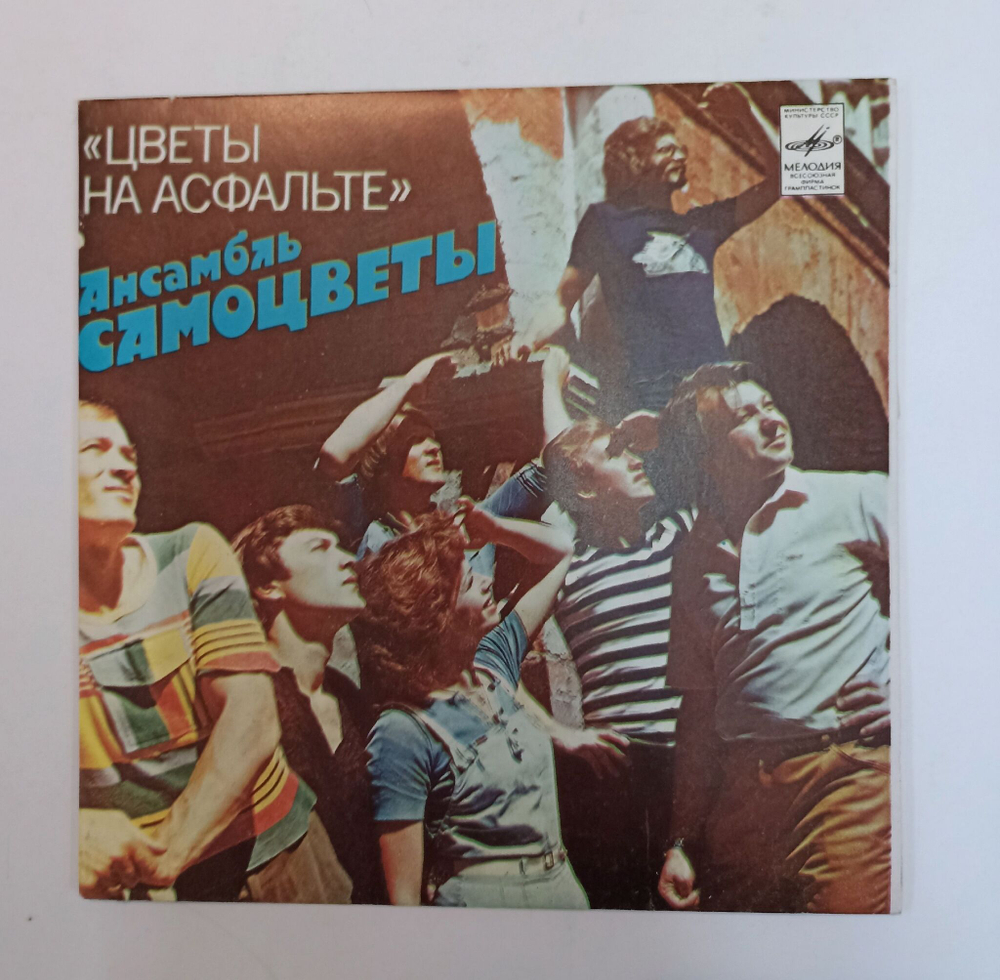 «ЦВЕТЫ
НА АСФАЛЬТЕ»
Ансамбль
САМОЦВЕТЫ
МИНИСТЕРСТВО
КУЛЬТУРЫ СССР
®
МЕЛОДИЯ
ВСЕСОЮЗНАЯ
ФИРМА
ГРАМПЛАСТИНОК